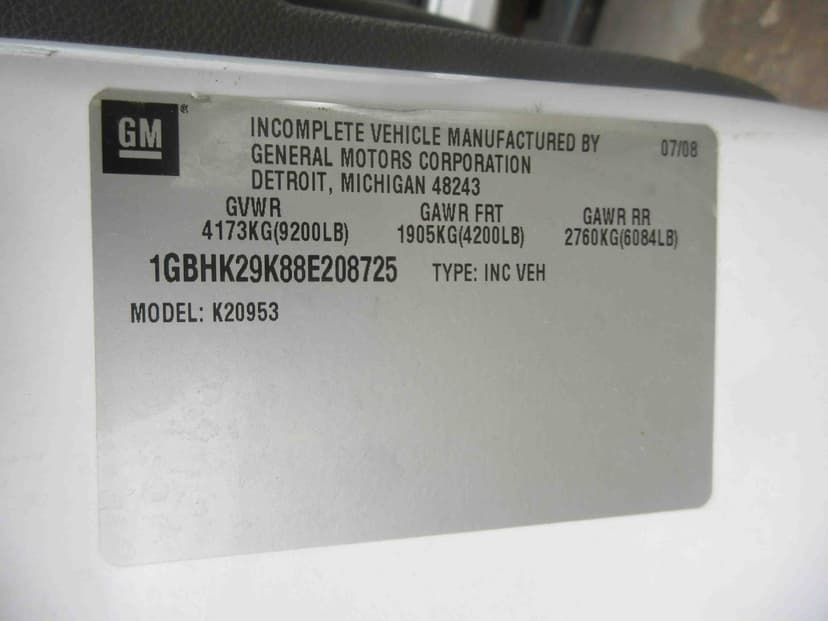 GM ®
INCOMPLETE VEHICLE MANUFACTURED BY 07/08
GENERAL MOTORS CORPORATION
DETROIT, MICHIGAN 48243
GVWR GAWR FRT GAWR RR
4173KG(9200LB) 1905KG(4200LB) 2760KG(6084LB)
1GBHK29K88E208725 TYPE: INC VEH
MODEL: K20953